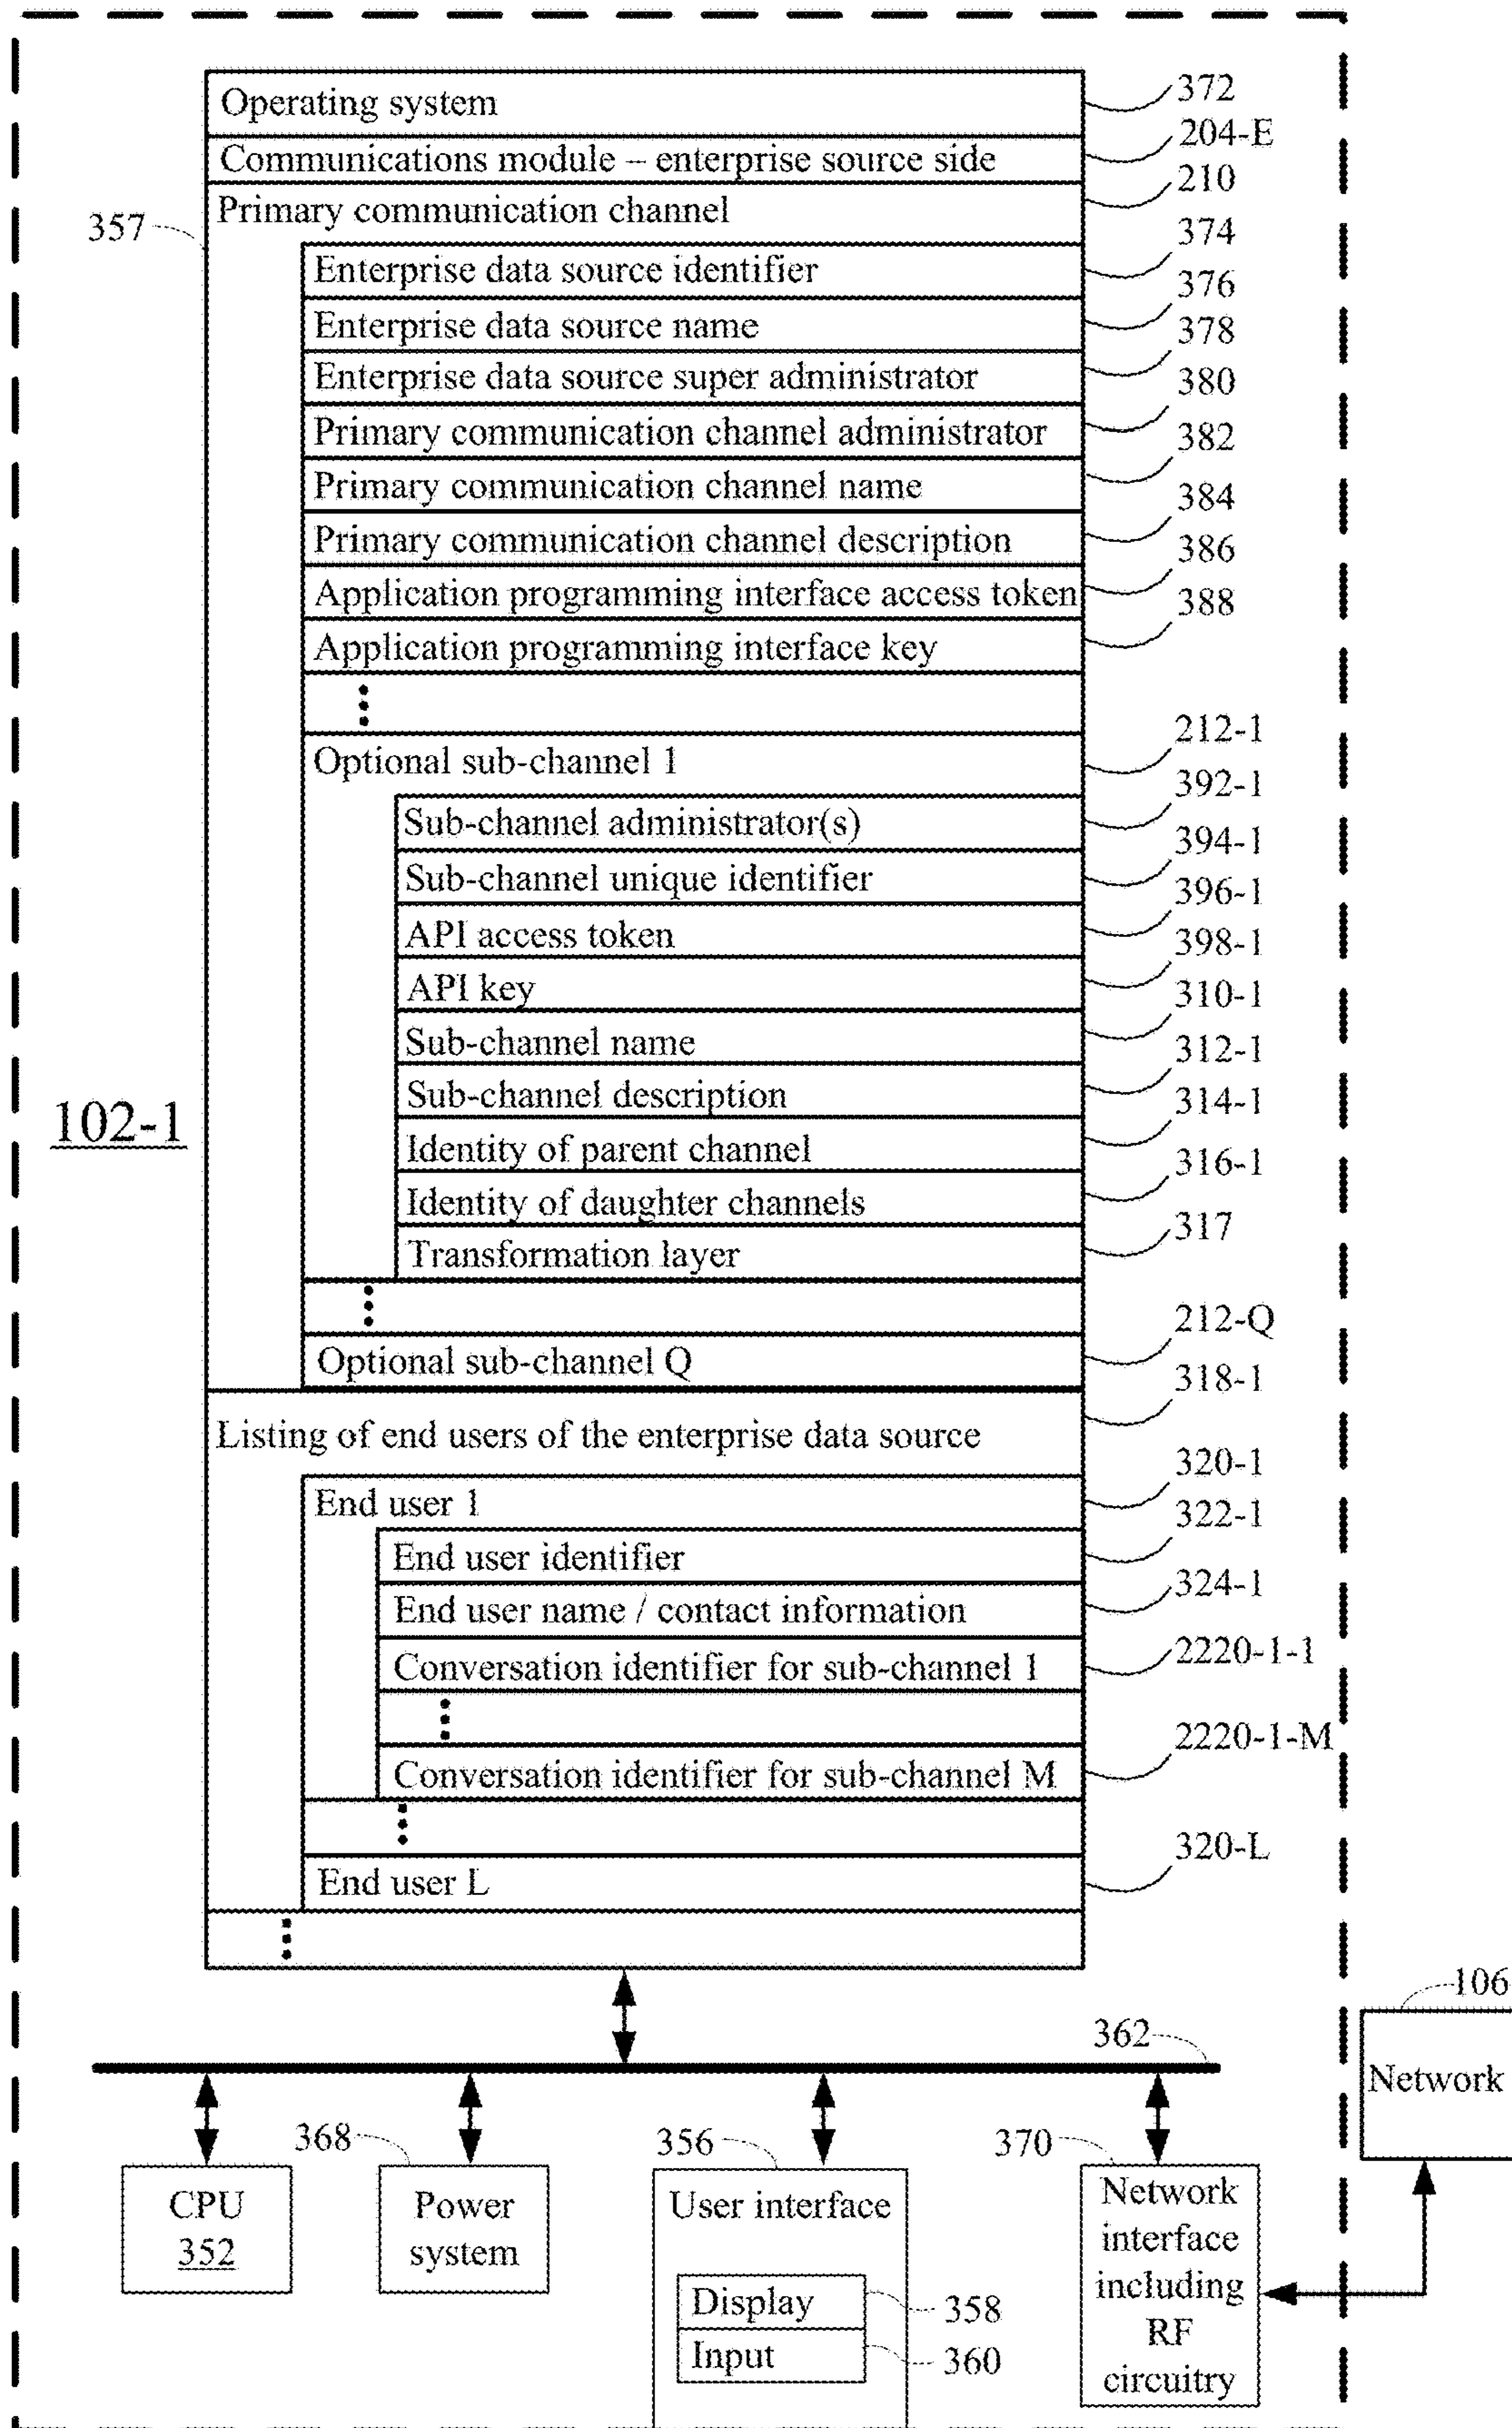 Operating system
372
Communications module – enterprise source side
204-E
Primary communication channel
210
357
Enterprise data source identifier
374
Enterprise data source name
376
Enterprise data source super administrator
378
Primary communication channel administrator
380
Primary communication channel name
382
Primary communication channel description
384
Application programming interface access token
386
Application programming interface key
388
Optional sub-channel 1
212-1
Sub-channel administrator(s)
392-1
Sub-channel unique identifier
394-1
API access token
396-1
API key
398-1
Sub-channel name
310-1
Sub-channel description
312-1
102-1
Identity of parent channel
314-1
Identity of daughter channels
316-1
Transformation layer
317
Optional sub-channel Q
212-Q
Listing of end users of the enterprise data source
318-1
End user 1
320-1
End user identifier
322-1
End user name / contact information
324-1
Conversation identifier for sub-channel 1
2220-1-1
Conversation identifier for sub-channel M
2220-1-M
End user L
320-L
106
Network
362
CPU
352
368
Power
system
356
User interface
Display
358
Input
360
370
Network
interface
including
RF
circuitry